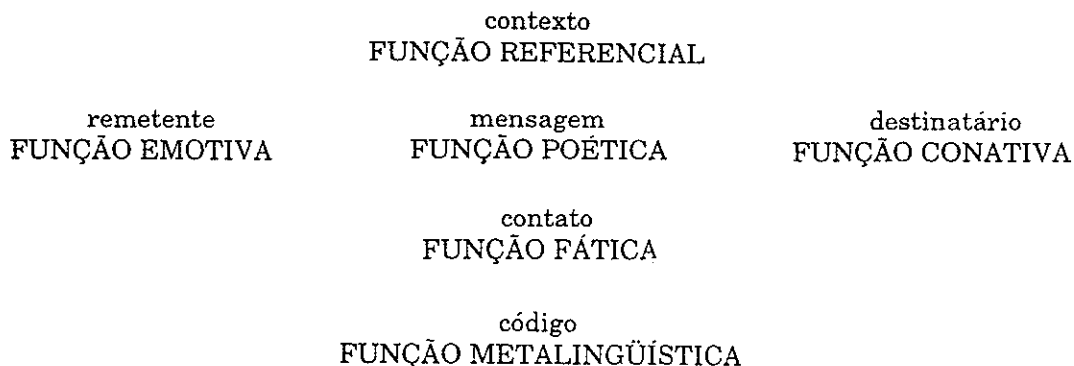 contexto
FUNÇÃO REFERENCIAL
remetente mensagem destinatário
FUNÇÃO EMOTIVA FUNÇÃO POÉTICA FUNÇÃO CONATIVA
contato
FUNÇÃO FÁTICA
código
FUNÇÃO METALINGÜÍSTICA